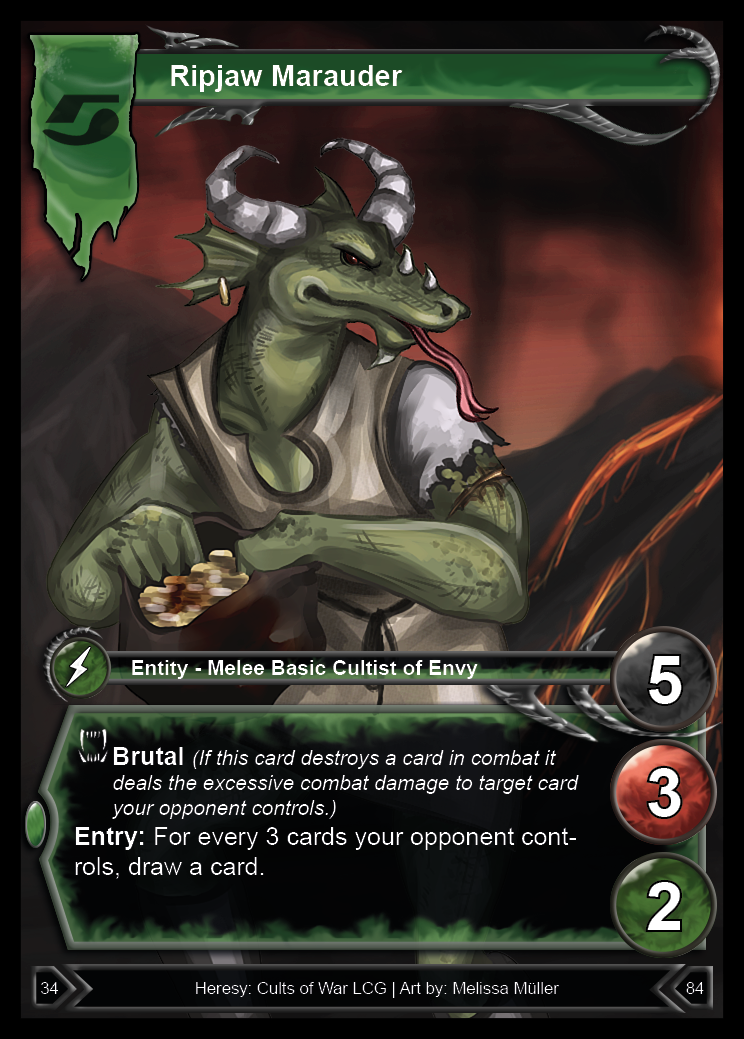 Ripjaw Marauder
Entity - Melee Basic Cultist of Envy
5
Brutal (If this card destroys a card in combat it
deals the excessive combat damage to target card
your opponent controls.)
3
Entry: For every 3 cards your opponent cont-
rols, draw a card.
2
34
Heresy: Cults of War LCG | Art by: Melissa Müller
84